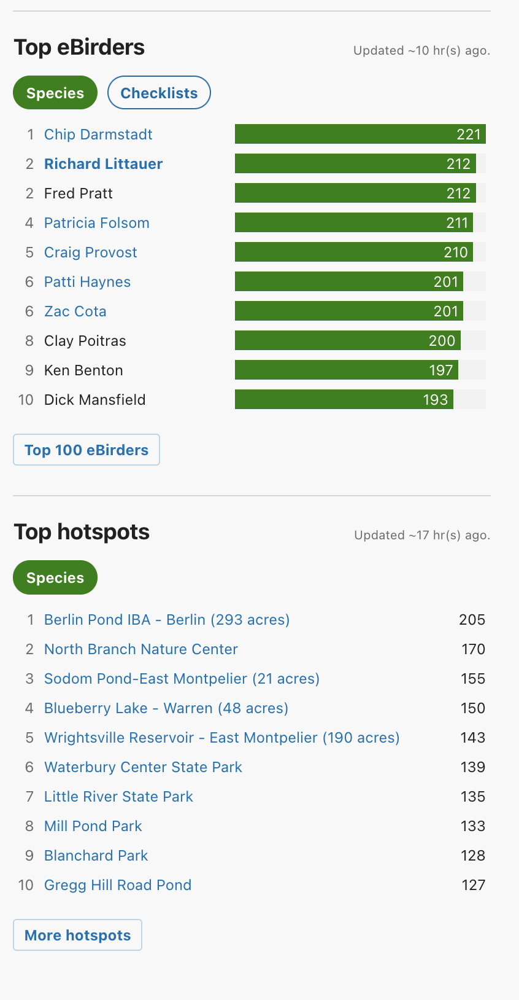 Top eBirders
Updated ~10 hr(s) ago.
Species
Checklists
1 Chip Darmstadt 221
2 Richard Littauer 212
2 Fred Pratt 212
4 Patricia Folsom 211
5 Craig Provost 210
6 Patti Haynes 201
6 Zac Cota 201
8 Clay Poitras 200
9 Ken Benton 197
10 Dick Mansfield 193
Top 100 eBirders
Top hotspots
Updated ~17 hr(s) ago.
Species
1 Berlin Pond IBA - Berlin (293 acres) 205
2 North Branch Nature Center 170
3 Sodom Pond-East Montpelier (21 acres) 155
4 Blueberry Lake - Warren (48 acres) 150
5 Wrightsville Reservoir - East Montpelier (190 acres) 143
6 Waterbury Center State Park 139
7 Little River State Park 135
8 Mill Pond Park 133
9 Blanchard Park 128
10 Gregg Hill Road Pond 127
More hotspots